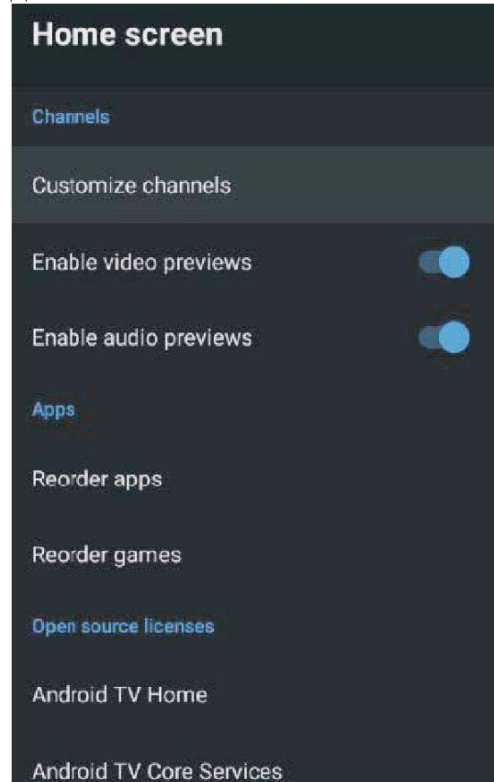 Home screen
Channels
Customize channels
Enable video previews
Enable audio previews
Apps
Reorder apps
Reorder games
Open source licenses
Android TV Home
Android TV Core Services